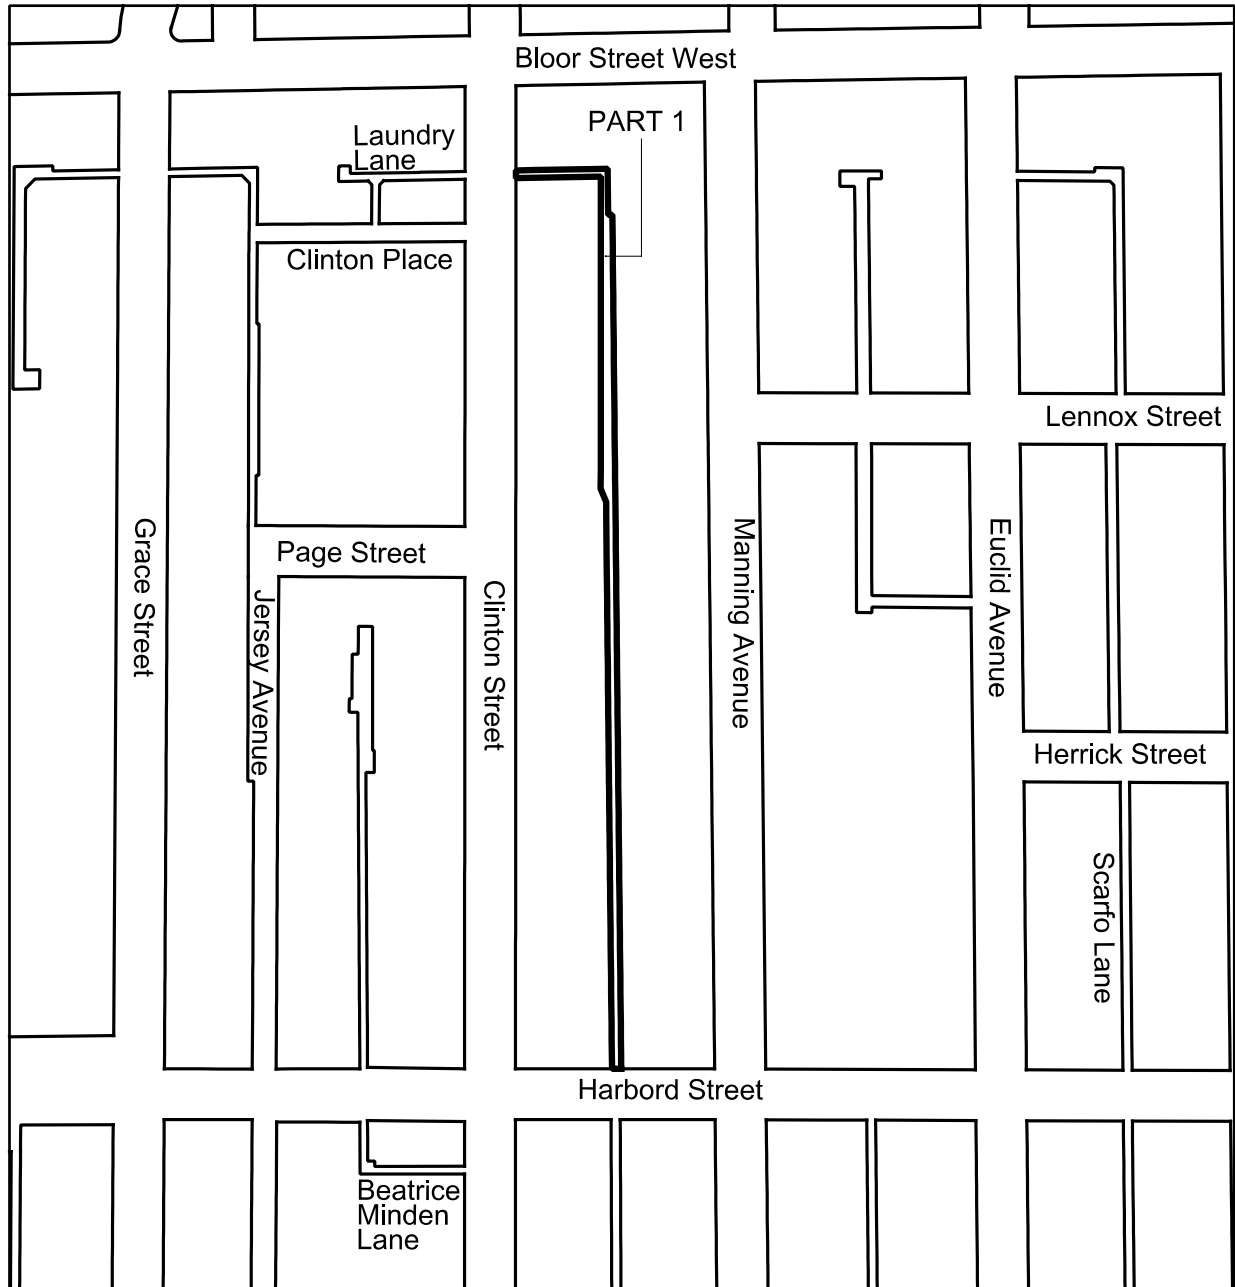 Bloor Street West
PART 1
Laundry
Lane
Clinton Place
Lennox Street
Grace Street
Page Street
Jersey Avenue
Clinton Street
Manning Avenue
Euclid Avenue
Herrick Street
Scarfo Lane
Harbord Street
Beatrice
Minden
Lane